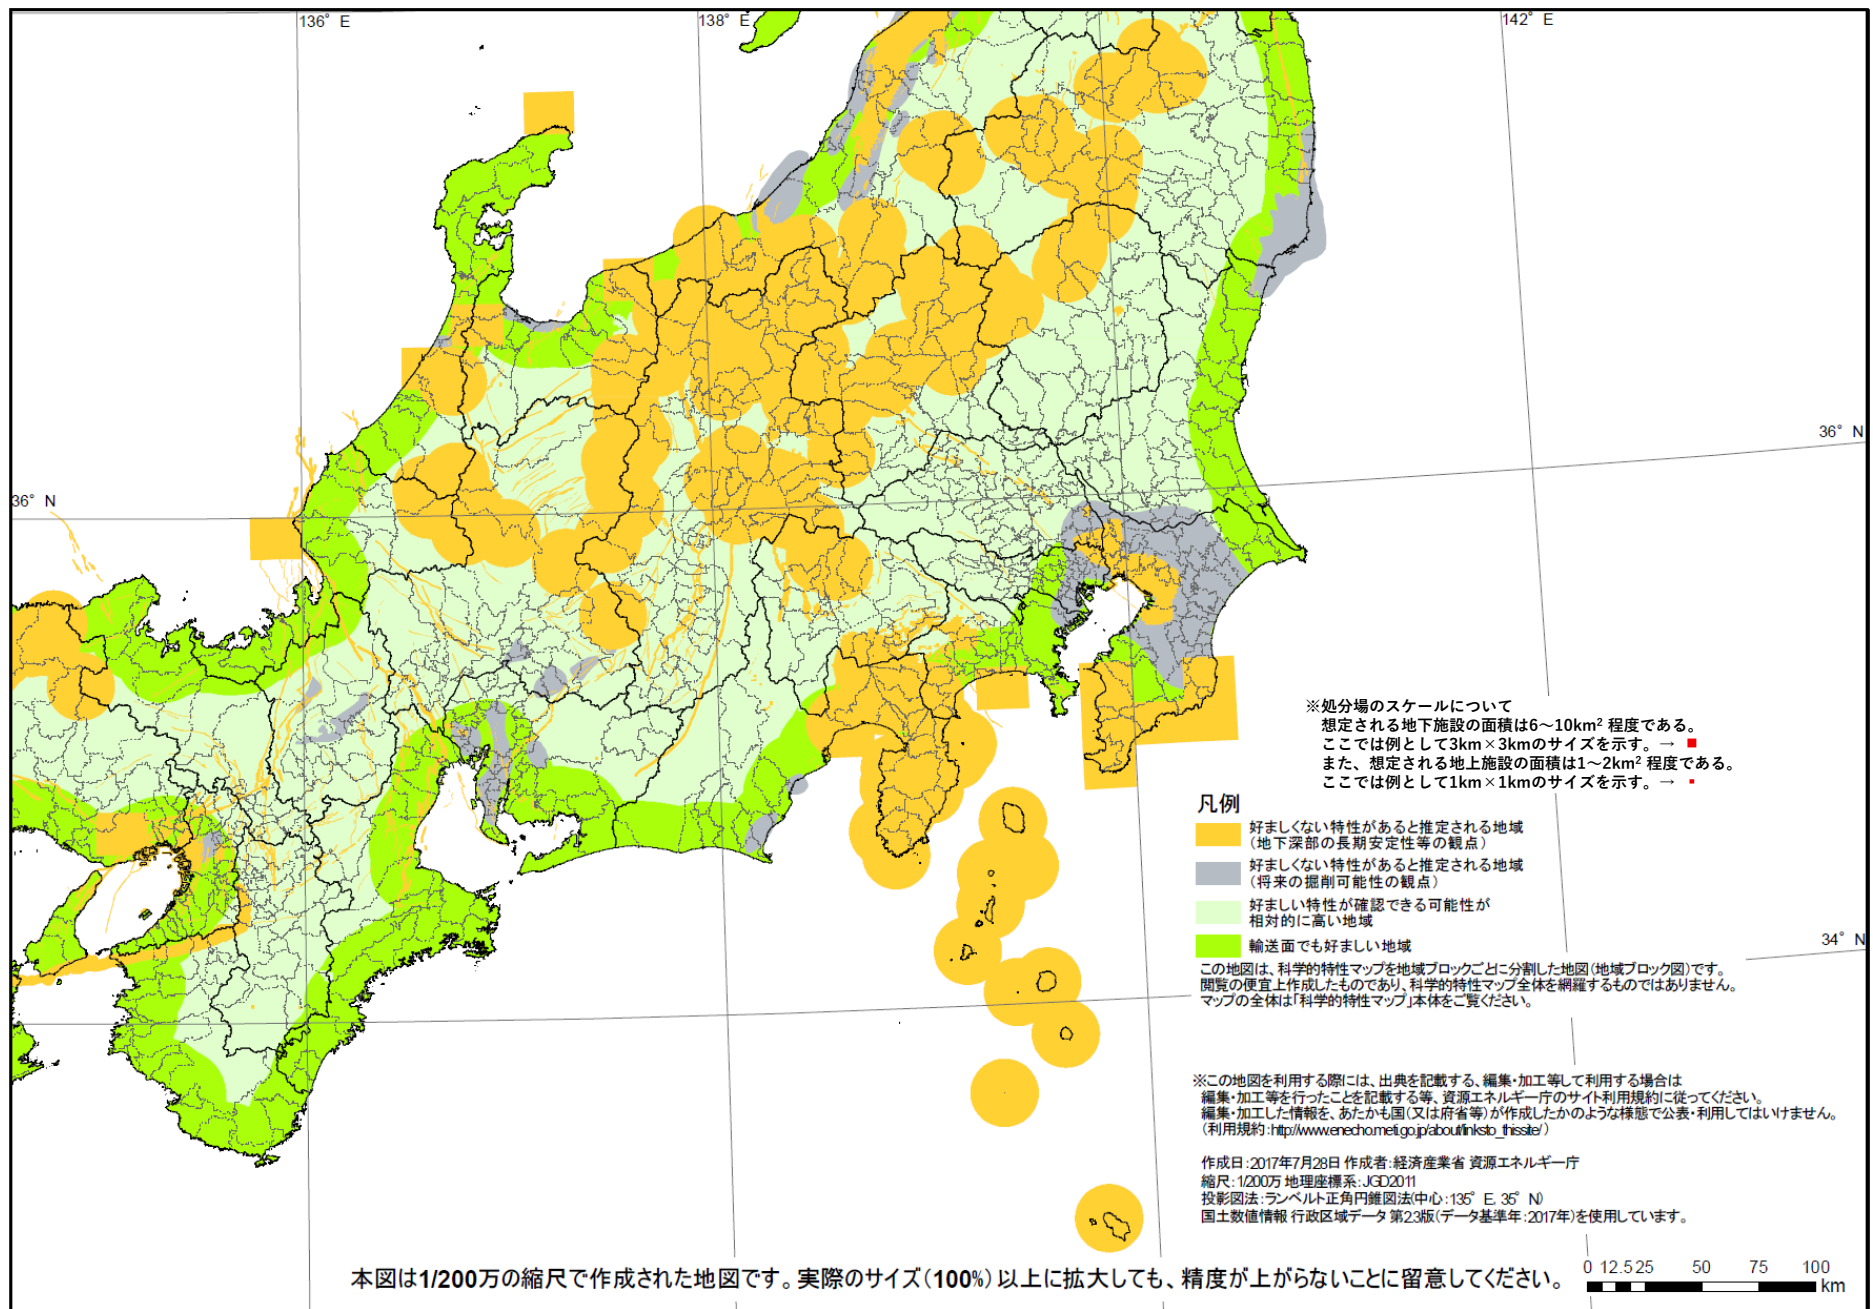 136° E
138° E
142° E
36° N
36° N
※処分場のスケールについて
想定される地下施設の面積は6～10km² 程度である。
ここでは例として3km×3kmのサイズを示す。→
また、想定される地上施設の面積は1～2km² 程度である。
ここでは例として1km×1kmのサイズを示す。→
凡例
好ましくない特性があると推定される地域
（地下深部の長期安定性等の観点）
好ましくない特性があると推定される地域
（将来の掘削可能性の観点）
好ましい特性が確認できる可能性が
相対的に高い地域
輸送面でも好ましい地域
34° N
この地図は、科学的特性マップを地域ブロックごとに分割した地図（地域ブロック図）です。
閲覧の便宜上作成したものであり、科学的特性マップ全体を網羅するものではありません。
マップの全体は「科学的特性マップ」本体をご覧ください。
※この地図を利用する際には、出典を記載する、編集・加工等して利用する場合は
編集・加工等を行ったことを記載する等、資源エネルギー庁のサイト利用規約に従ってください。
編集・加工した情報を、あたかも国（又は府省等）が作成したかのような様態で公表・利用してはいけません。
（利用規約：http://www.enecho.meti.go.jp/about/linksto_thissite/）
作成日：2017年7月28日 作成者：経済産業省 資源エネルギー庁
縮尺：1/200万 地理座標系：JGD2011
投影図法：ランベルト正角円錐図法(中心：135° E, 35° N)
国土数値情報 行政区域データ 第2.3版（データ基準年：2017年）を使用しています。
本図は1/200万の縮尺で作成された地図です。実際のサイズ（100%）以上に拡大しても、精度が上がらないことに留意してください。
0 12.5 25 50 75 100
km